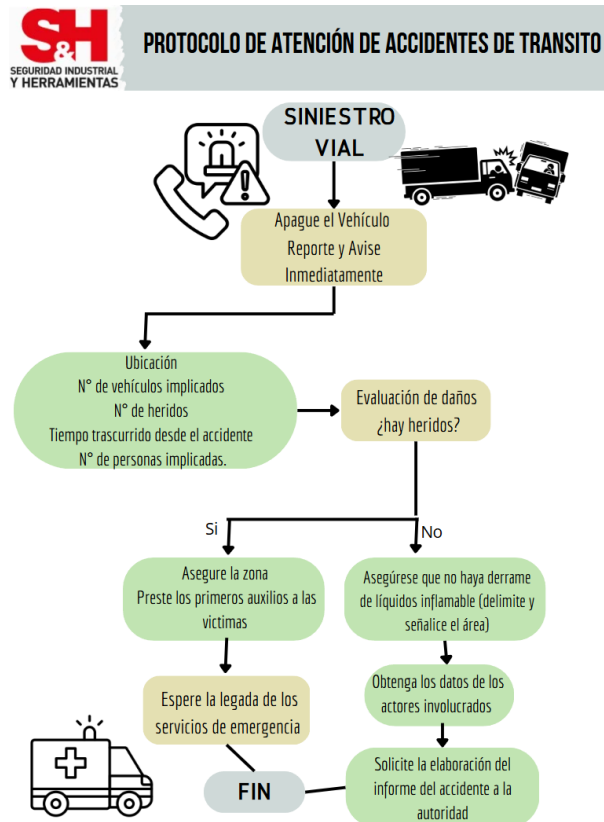 S&H
SEGURIDAD INDUSTRIAL
Y HERRAMIENTAS
PROTOCOLO DE ATENCIÓN DE ACCIDENTES DE TRANSITO
SINIESTRO
VIAL
Apague el Vehículo
Reporte y Avise
Inmediatamente
Ubicación
N° de vehículos implicados
N° de heridos
Tiempo trascurrido desde el accidente
N° de personas implicadas.
Evaluación de daños
¿hay heridos?
Si
No
Asegure la zona
Preste los primeros auxilios a las
victimas
Asegúrese que no haya derrame
de líquidos inflamable (delimite y
señalice el área)
Espere la legada de los
servicios de emergencia
Obtenga los datos de los
actores involucrados
Solicite la elaboración del
informe del accidente a la
autoridad
FIN